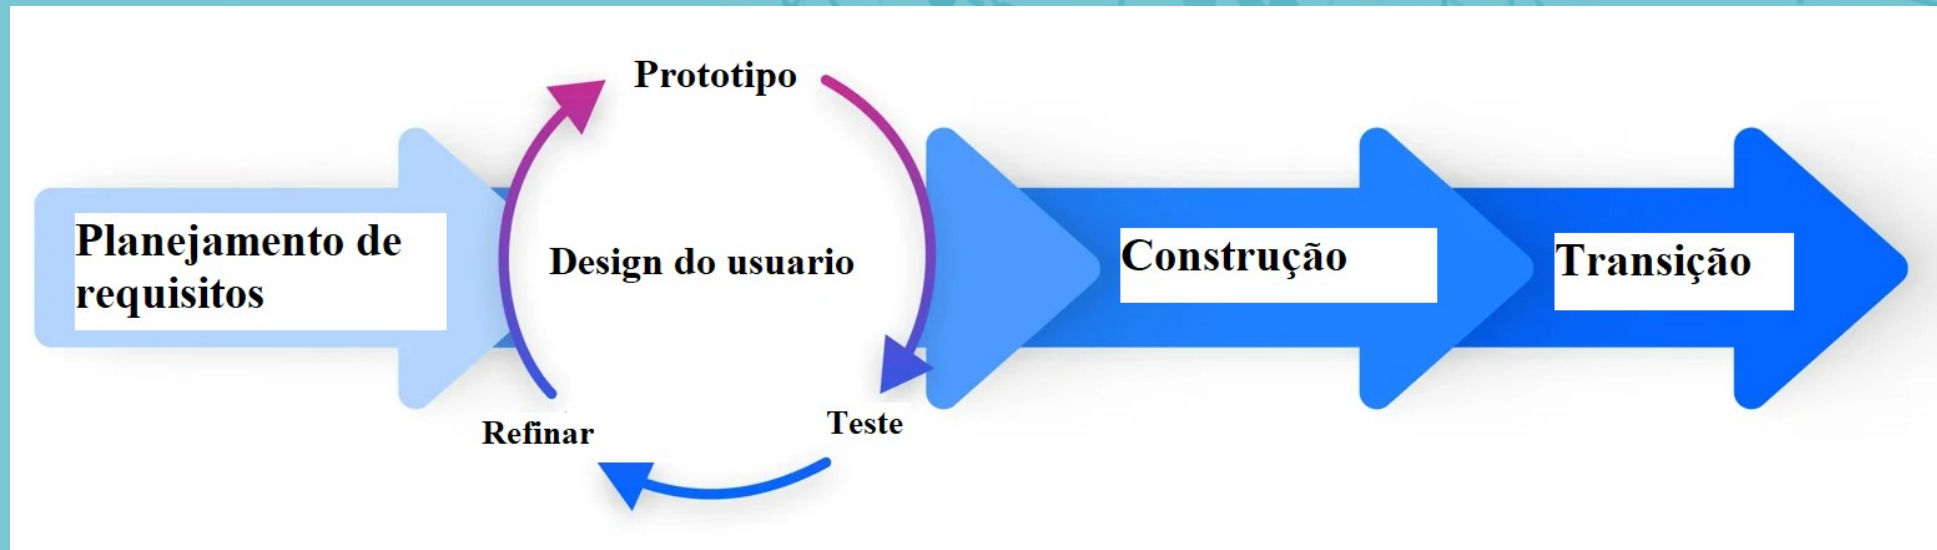 Prototipo
Planejamento de
requisitos
Design do usuario
Construção
Transição
Refinar
Teste